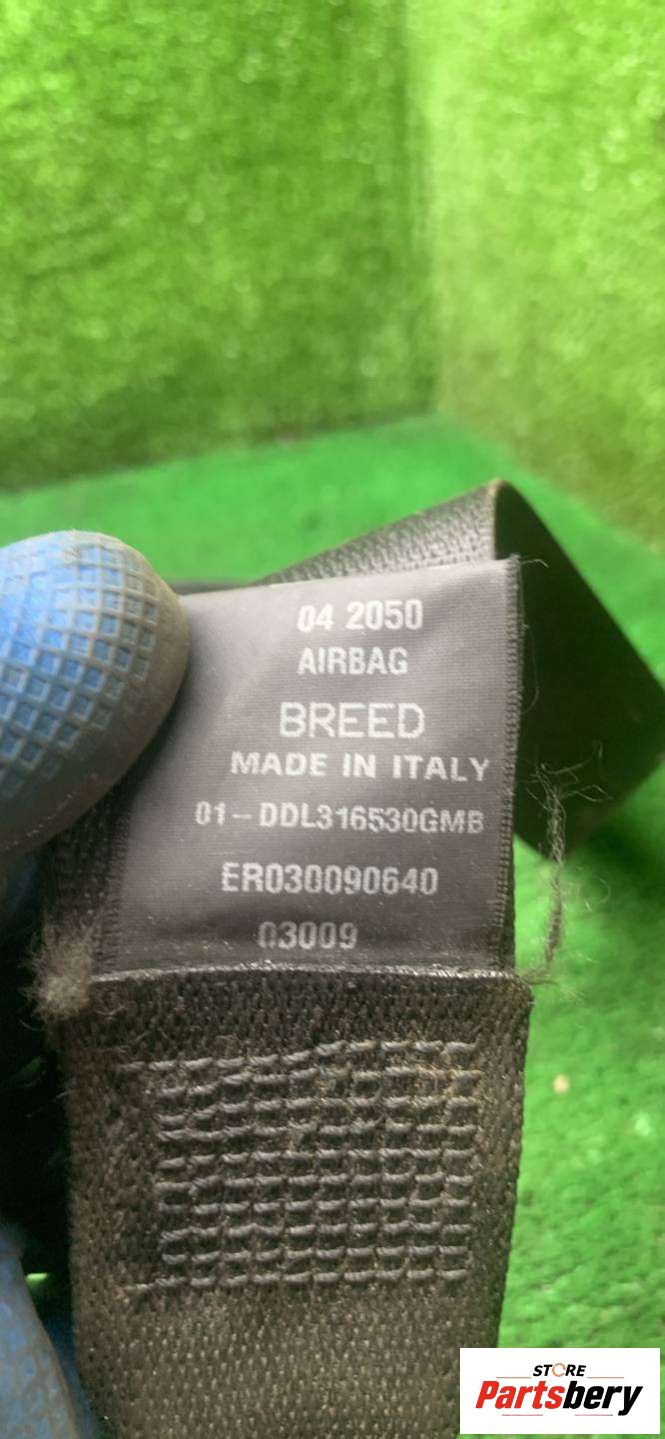 04 2050
AIRBAG
BREED
MADE IN ITALY
01-DDL316530GMB
ER030090640
03009
STORE
Partsbery